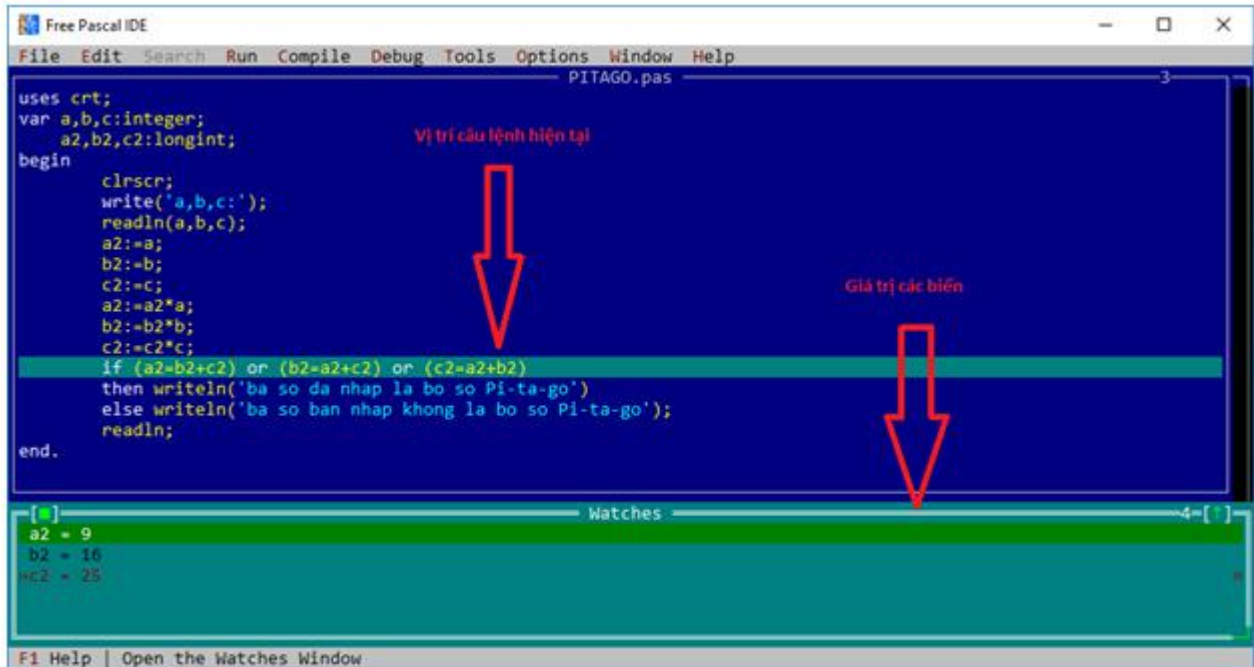 Free Pascal IDE
File Edit Search Run Compile Debug Tools Options Window Help
PITAGO.pas 3
uses crt;
var a,b,c:integer;
a2,b2,c2:longint;
Vị trí câu lệnh hiện tại
begin
clrscr;
write('a,b,c:');
readln(a,b,c);
a2:=a;
b2:=b;
c2:=c;
Giá trị các biến
a2:=a2*a;
b2:=b2*b;
c2:=c2*c;
if (a2=b2+c2) or (b2=a2+c2) or (c2=a2+b2)
then writeln('ba so da nhap la bo so Pi-ta-go')
else writeln('ba so ban nhap khong la bo so Pi-ta-go');
readln;
end.
[■] Watches 4-[↑]
a2 = 9
b2 = 16
»c2 = 25 «
F1 Help | Open the Watches Window